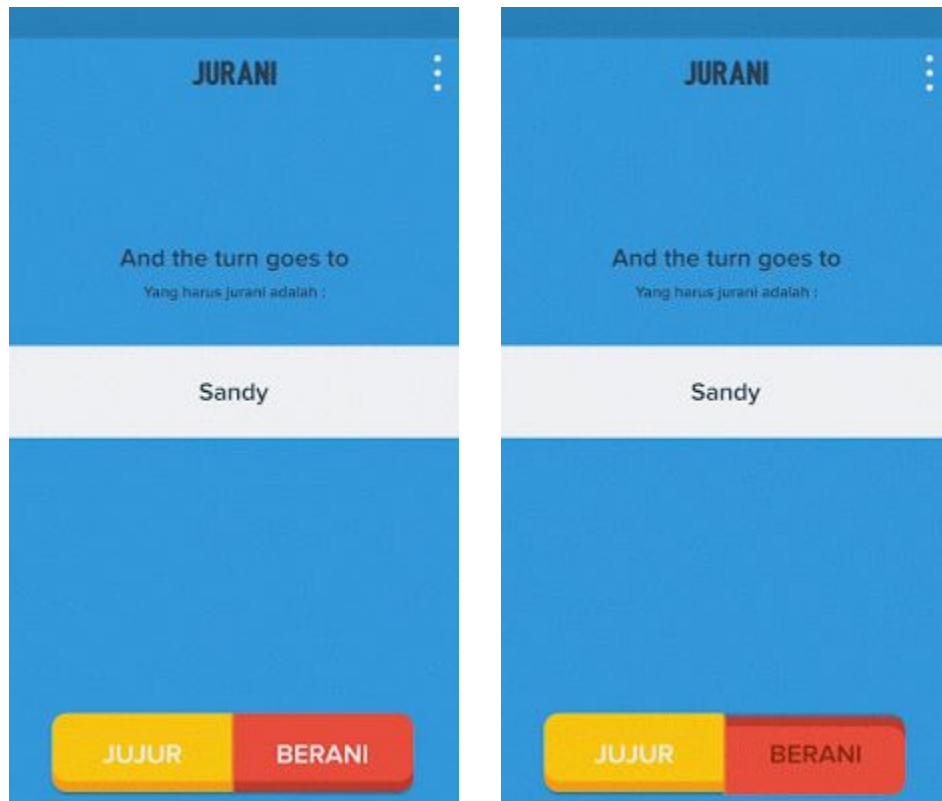 JURANI
And the turn goes to
Yang harus jurani adalah :
Sandy
JUJUR BERANI
JURANI
And the turn goes to
Yang harus jurani adalah :
Sandy
JUJUR BERANI